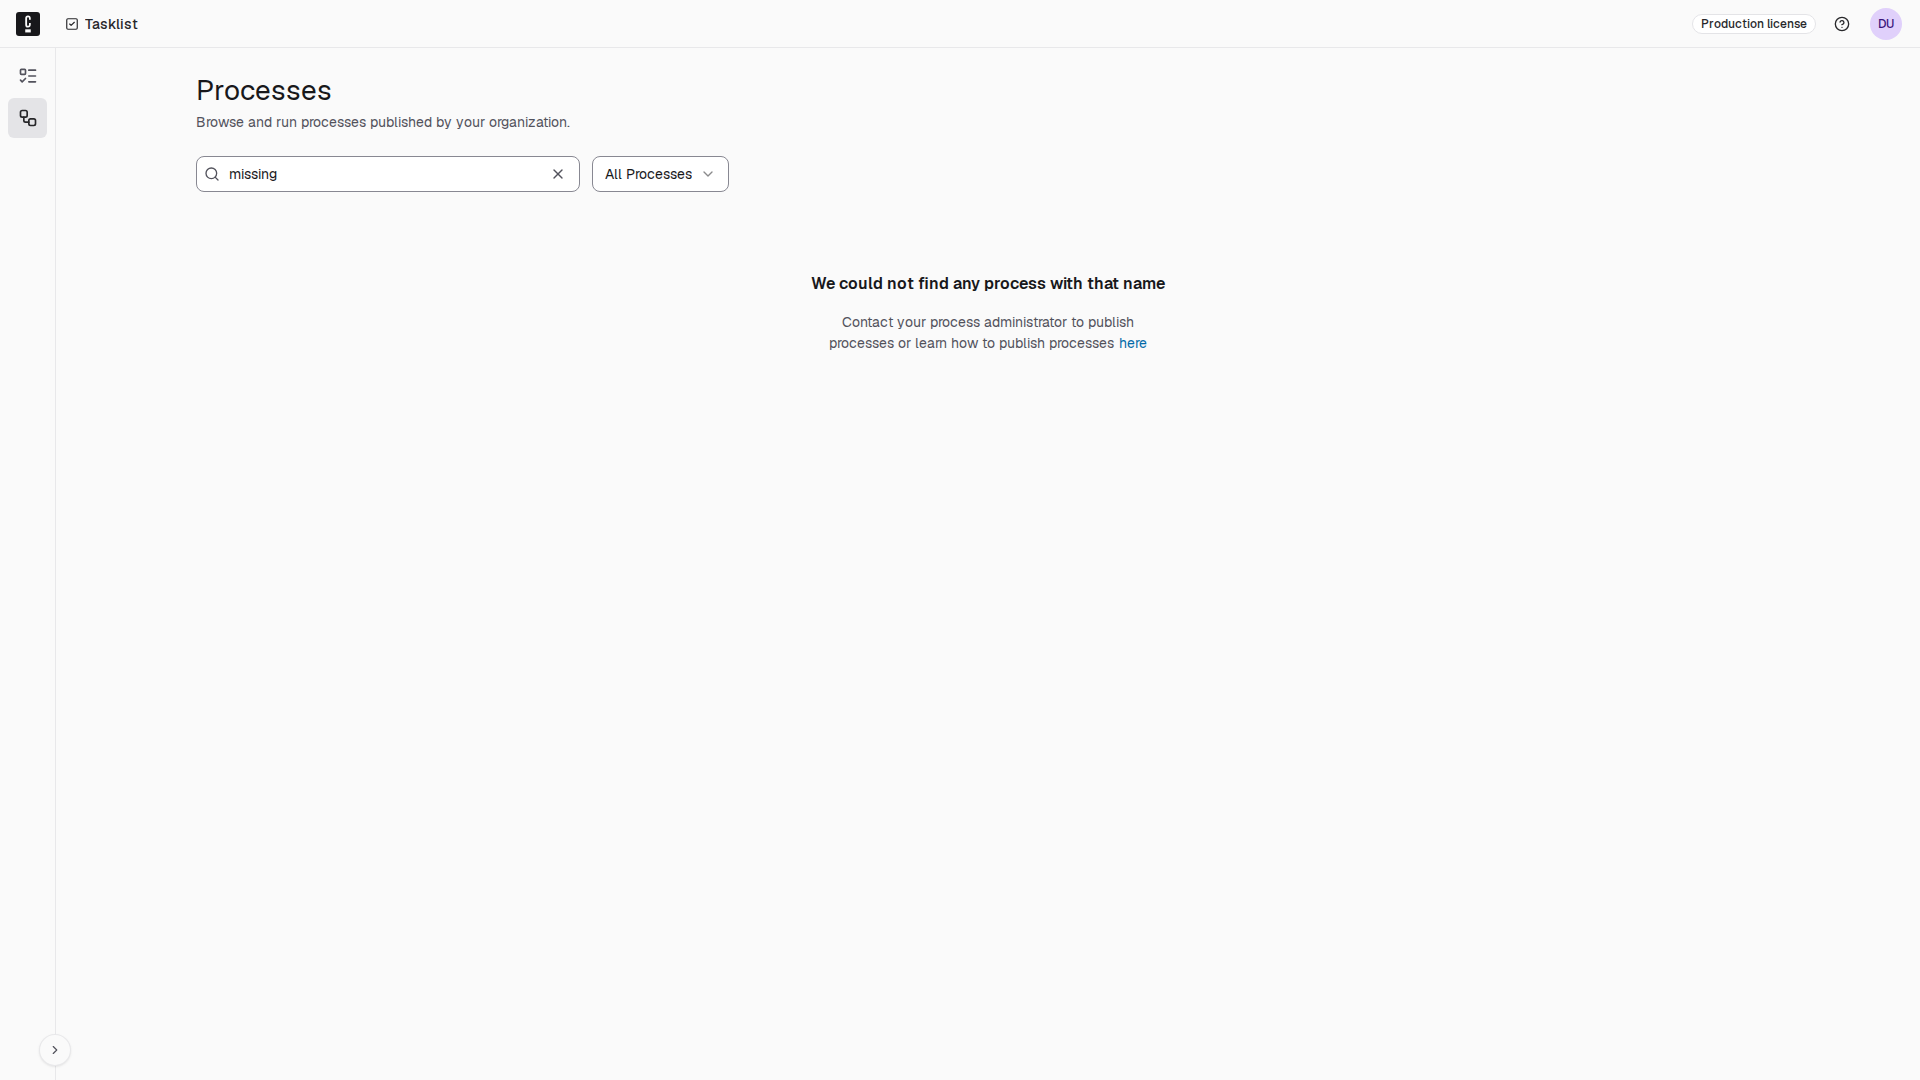 Tasklist
Production license
DU
Processes
Browse and run processes published by your organization.
missing
All Processes
We could not find any process with that name
Contact your process administrator to publish
processes or learn how to publish processes here